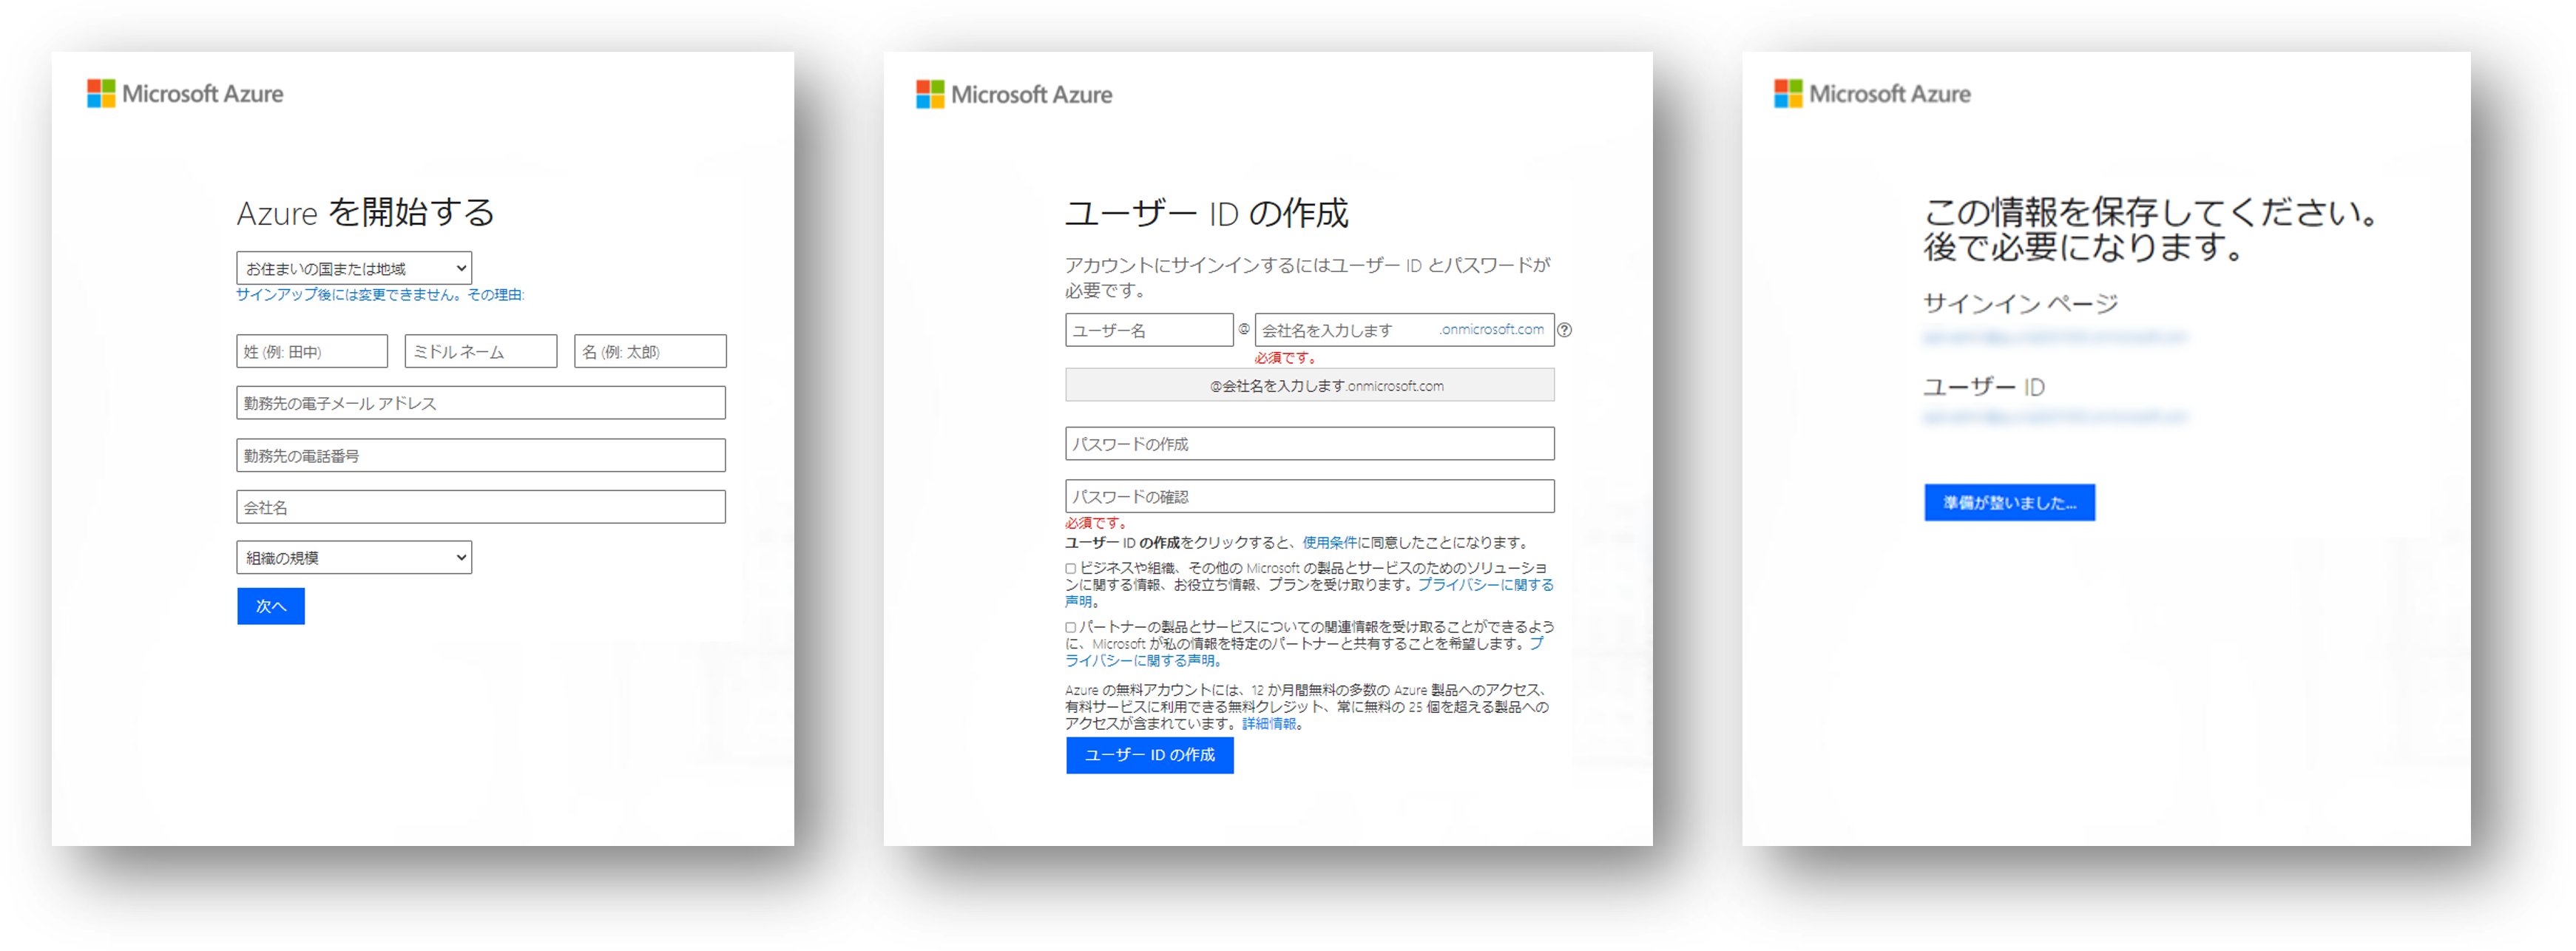 Microsoft Azure
Azure を開始する
お住まいの国または地域
サインアップ後には変更できません。その理由:
姓 (例: 田中)
ミドル ネーム
名 (例: 太郎)
勤務先の電子メール アドレス
勤務先の電話番号
会社名
組織の規模
次へ
Microsoft Azure
ユーザー ID の作成
アカウントにサインインするにはユーザー ID とパスワードが
必要です。
ユーザー名 @ 会社名を入力します .onmicrosoft.com
必須です。
@会社名を入力します.onmicrosoft.com
パスワードの作成
パスワードの確認
必須です。
ユーザー ID の作成をクリックすると、使用条件に同意したことになります。
ビジネスや組織、その他の Microsoft の製品とサービスのためのソリューショ
ンに関する情報、お役立ち情報、プランを受け取ります。プライバシーに関する
声明。
パートナーの製品とサービスについての関連情報を受け取ることができるよう
に、Microsoft が私の情報を特定のパートナーと共有することを希望します。プ
ライバシーに関する声明。
Azure の無料アカウントには、12 か月間無料の多数の Azure 製品へのアクセス、
有料サービスに利用できる無料クレジット、常に無料の 25 個を超える製品への
アクセスが含まれています。詳細情報。
ユーザー ID の作成
Microsoft Azure
この情報を保存してください。
後で必要になります。
サインイン ページ
ユーザー ID
準備が整いました...